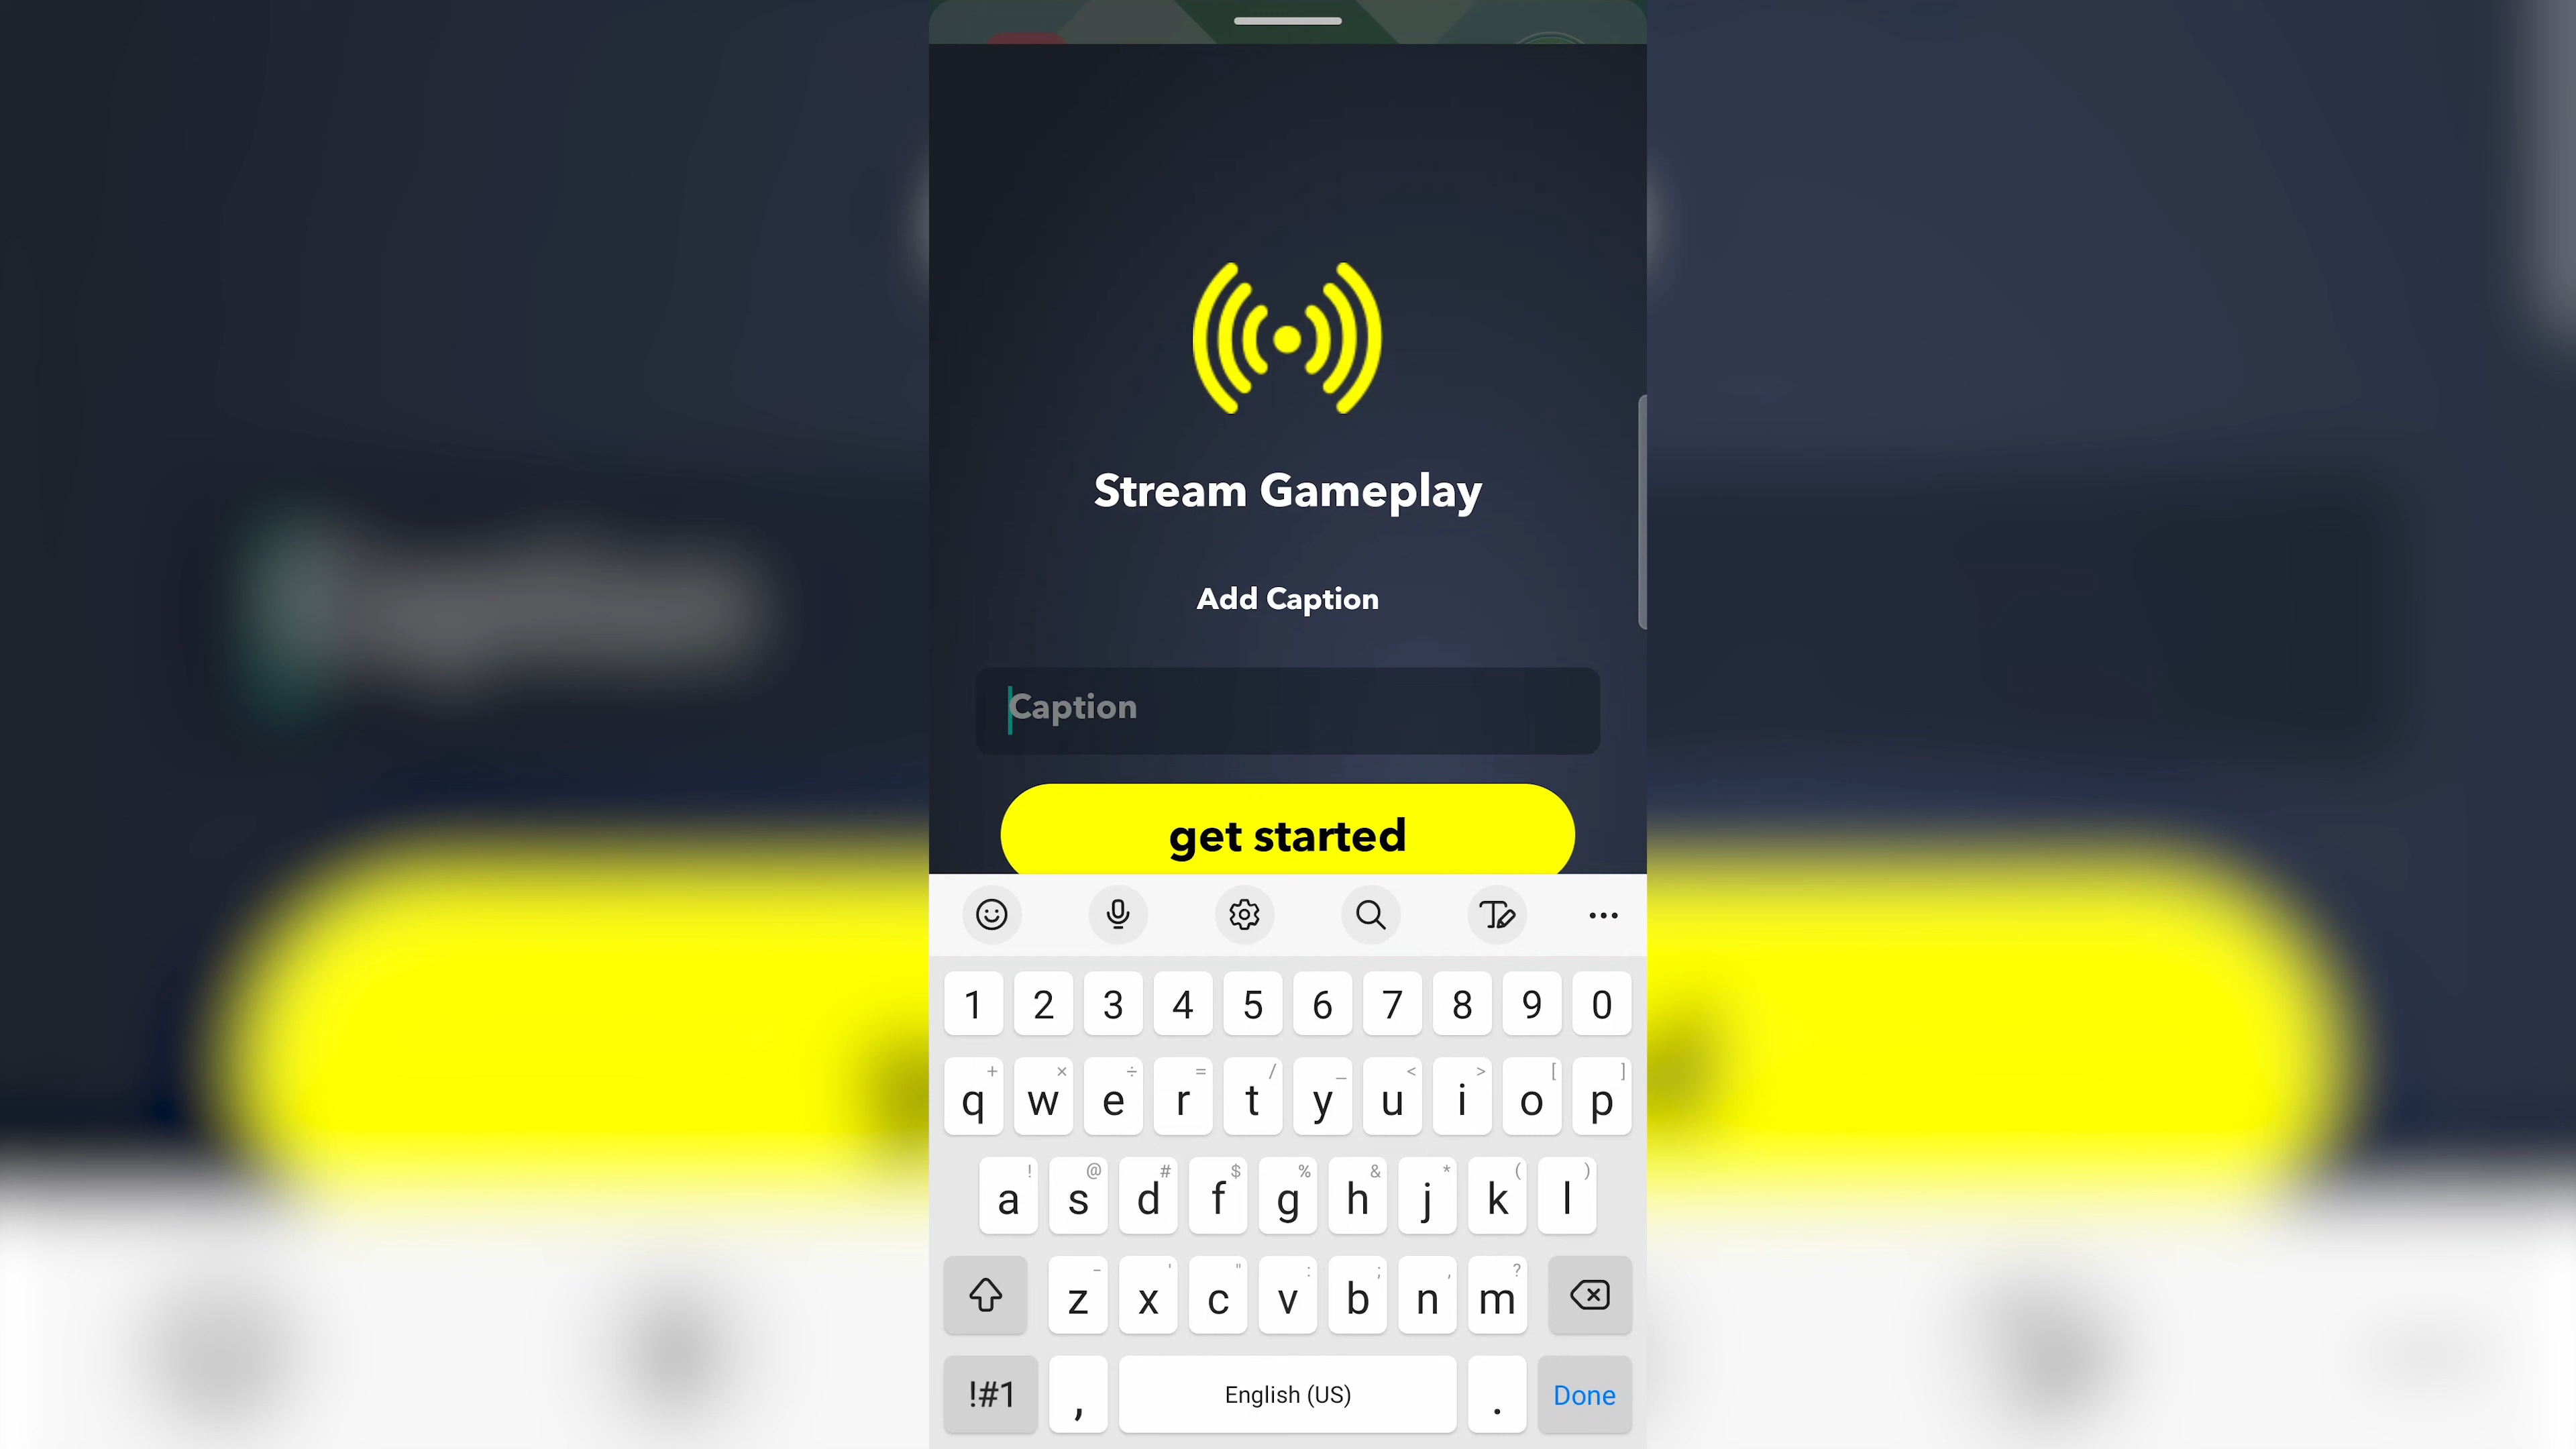 Stream Gameplay
Add Caption
Caption
get started
1 2 3 4 5 6 7 8 9 0
+ × ÷ = / _ < > [ ]
q w e r t y u i o p
! @ # $ % & * ( )
a s d f g h j k l
- ' " : ; , ?
z x c v b n m
!#1 , English (US) . Done